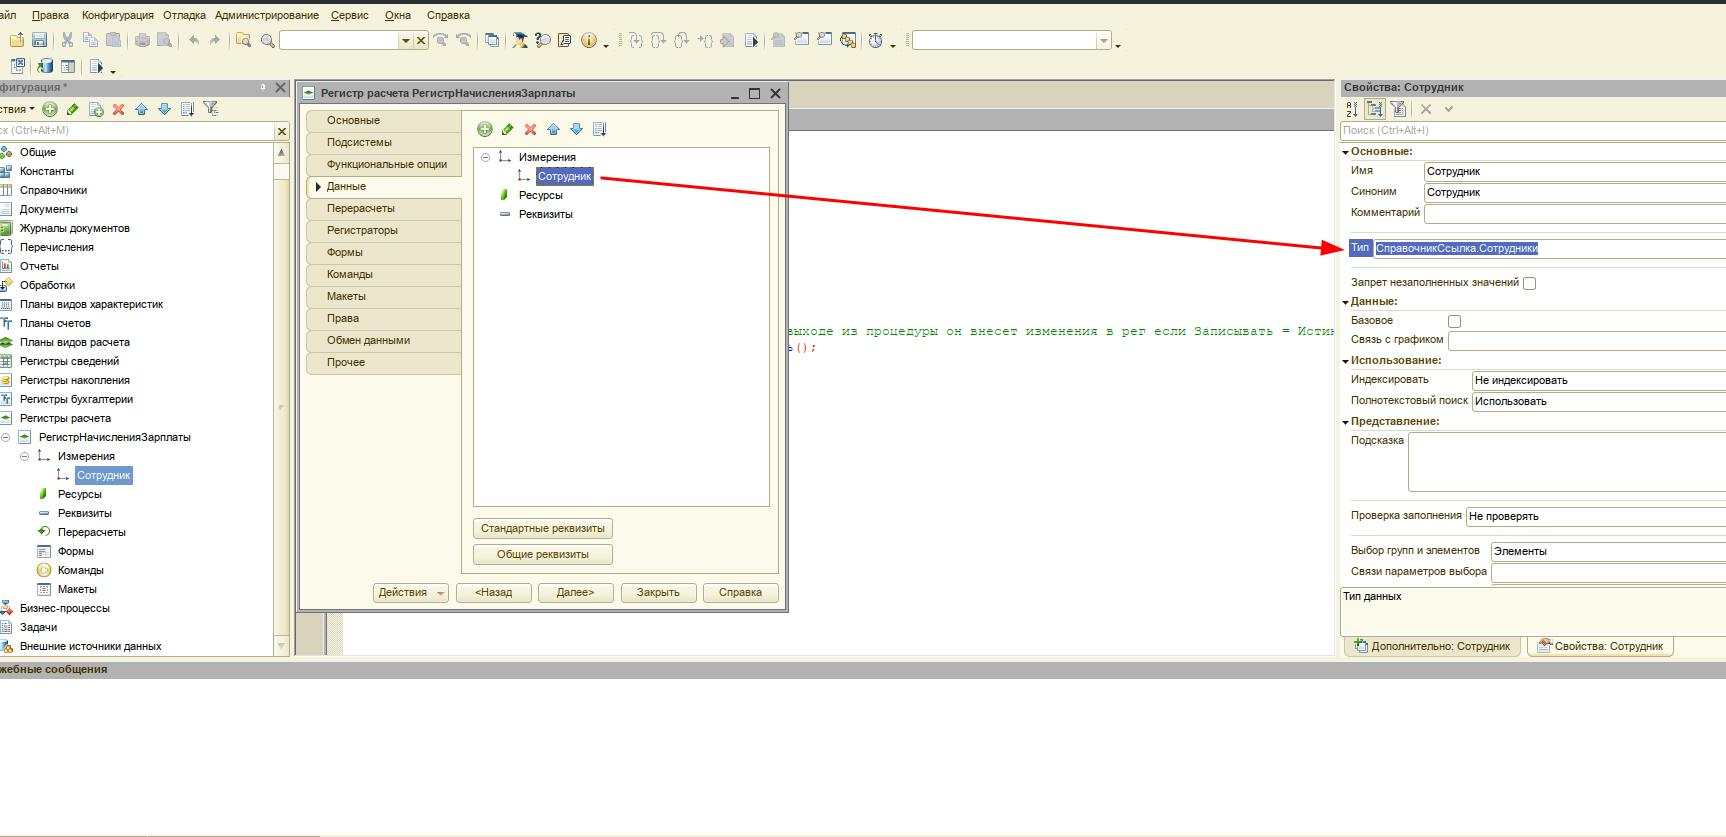 айл Правка Конфигурация Отладка Администрирование Сервис Окна Справка
фигурация *
ствия
ск (Ctrl+Alt+M)
Общие
Константы
Справочники
Документы
Журналы документов
Перечисления
Отчеты
Обработки
Планы видов характеристик
Планы счетов
Планы видов расчета
Регистры сведений
Регистры накопления
Регистры бухгалтерии
Регистры расчета
РегистрНачисленияЗарплаты
Измерения
Сотрудник
Ресурсы
Реквизиты
Перерасчеты
Формы
Команды
Макеты
Бизнес-процессы
Задачи
Внешние источники данных
Регистр расчета РегистрНачисленияЗарплаты
Основные
Подсистемы
Функциональные опции
Данные
Перерасчеты
Регистраторы
Формы
Команды
Макеты
Права
Обмен данными
Прочее
Измерения
Сотрудник
Ресурсы
Реквизиты
Стандартные реквизиты
Общие реквизиты
Действия <Назад Далее> Закрыть Справка
выходе из процедуры он внесет изменения в рег если Записывать = Исти
ь();
Свойства: Сотрудник
Поиск (Ctrl+Alt+I)
Основные:
Имя Сотрудник
Синоним Сотрудник
Комментарий
Тип СправочникСсылка.Сотрудники
Запрет незаполненных значений
Данные:
Базовое
Связь с графиком
Использование:
Индексировать Не индексировать
Полнотекстовый поиск Использовать
Представление:
Подсказка
Проверка заполнения Не проверять
Выбор групп и элементов Элементы
Связи параметров выбора
Тип данных
Дополнительно: Сотрудник Свойства: Сотрудник
жебные сообщения